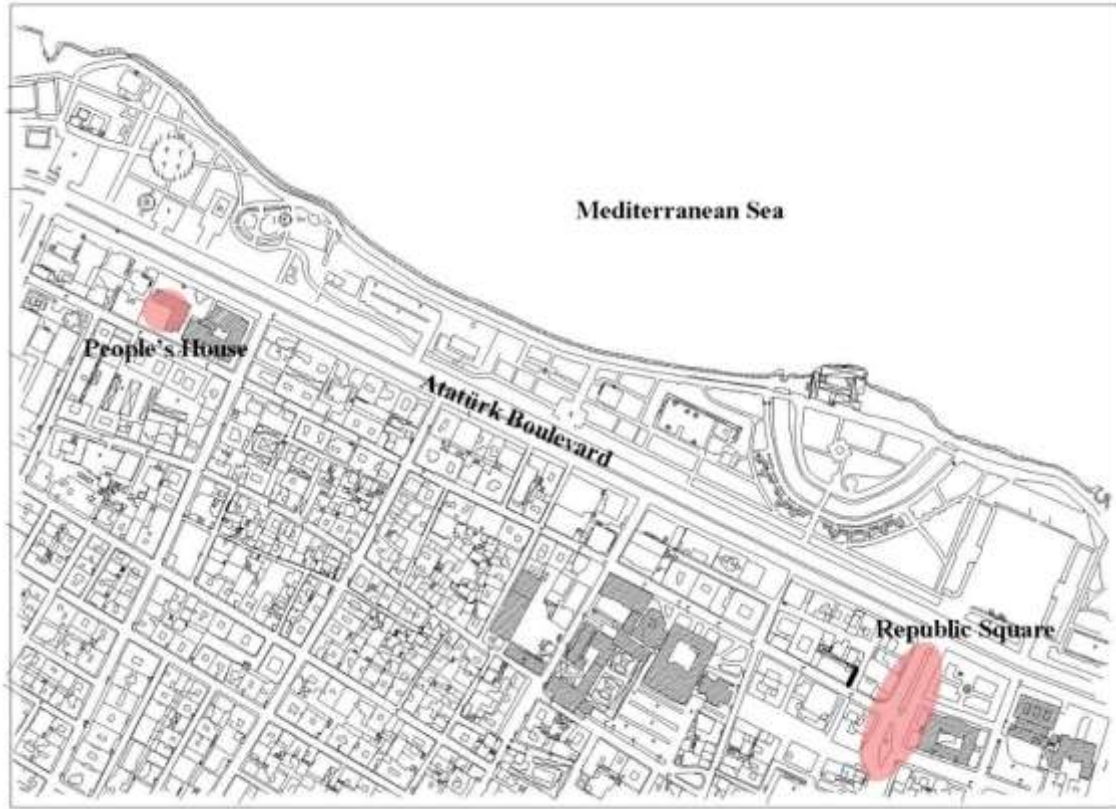 Mediterranean Sea
People's House
Atatürk Boulevard
Republic Square